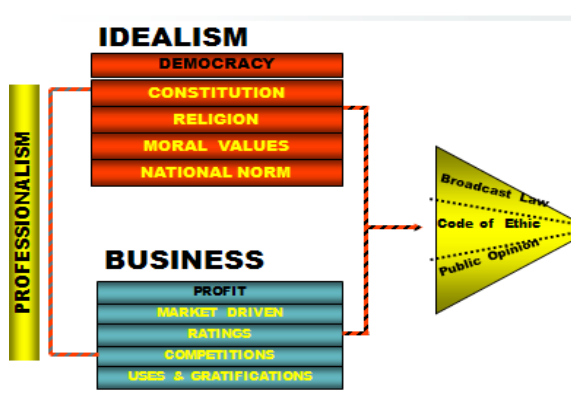 IDEALISM
DEMOCRACY
CONSTITUTION
RELIGION
MORAL VALUES
NATIONAL NORM
PROFESSIONALISM
Broadcast Law
Code of Ethic
Public Opinion
BUSINESS
PROFIT
MARKET DRIVEN
RATINGS
COMPETITIONS
USES & GRATIFICATIONS